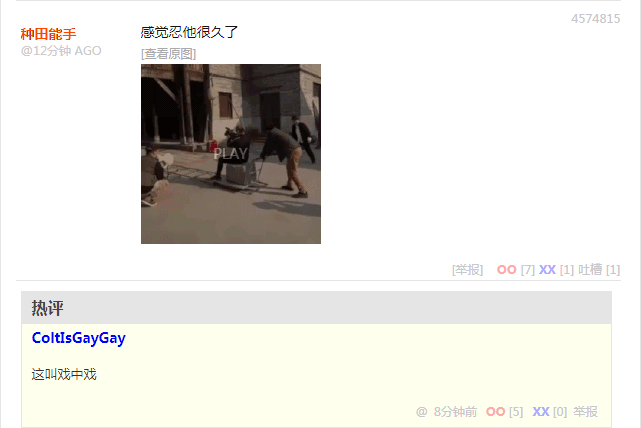 4574815
种田能手
@12分钟 AGO
感觉忍他很久了
[查看原图]
PLAY
[举报] OO [7] XX [1] 吐槽 [1]
热评
ColtIsGayGay
这叫戏中戏
@ 8分钟前 OO [5] XX [0] 举报